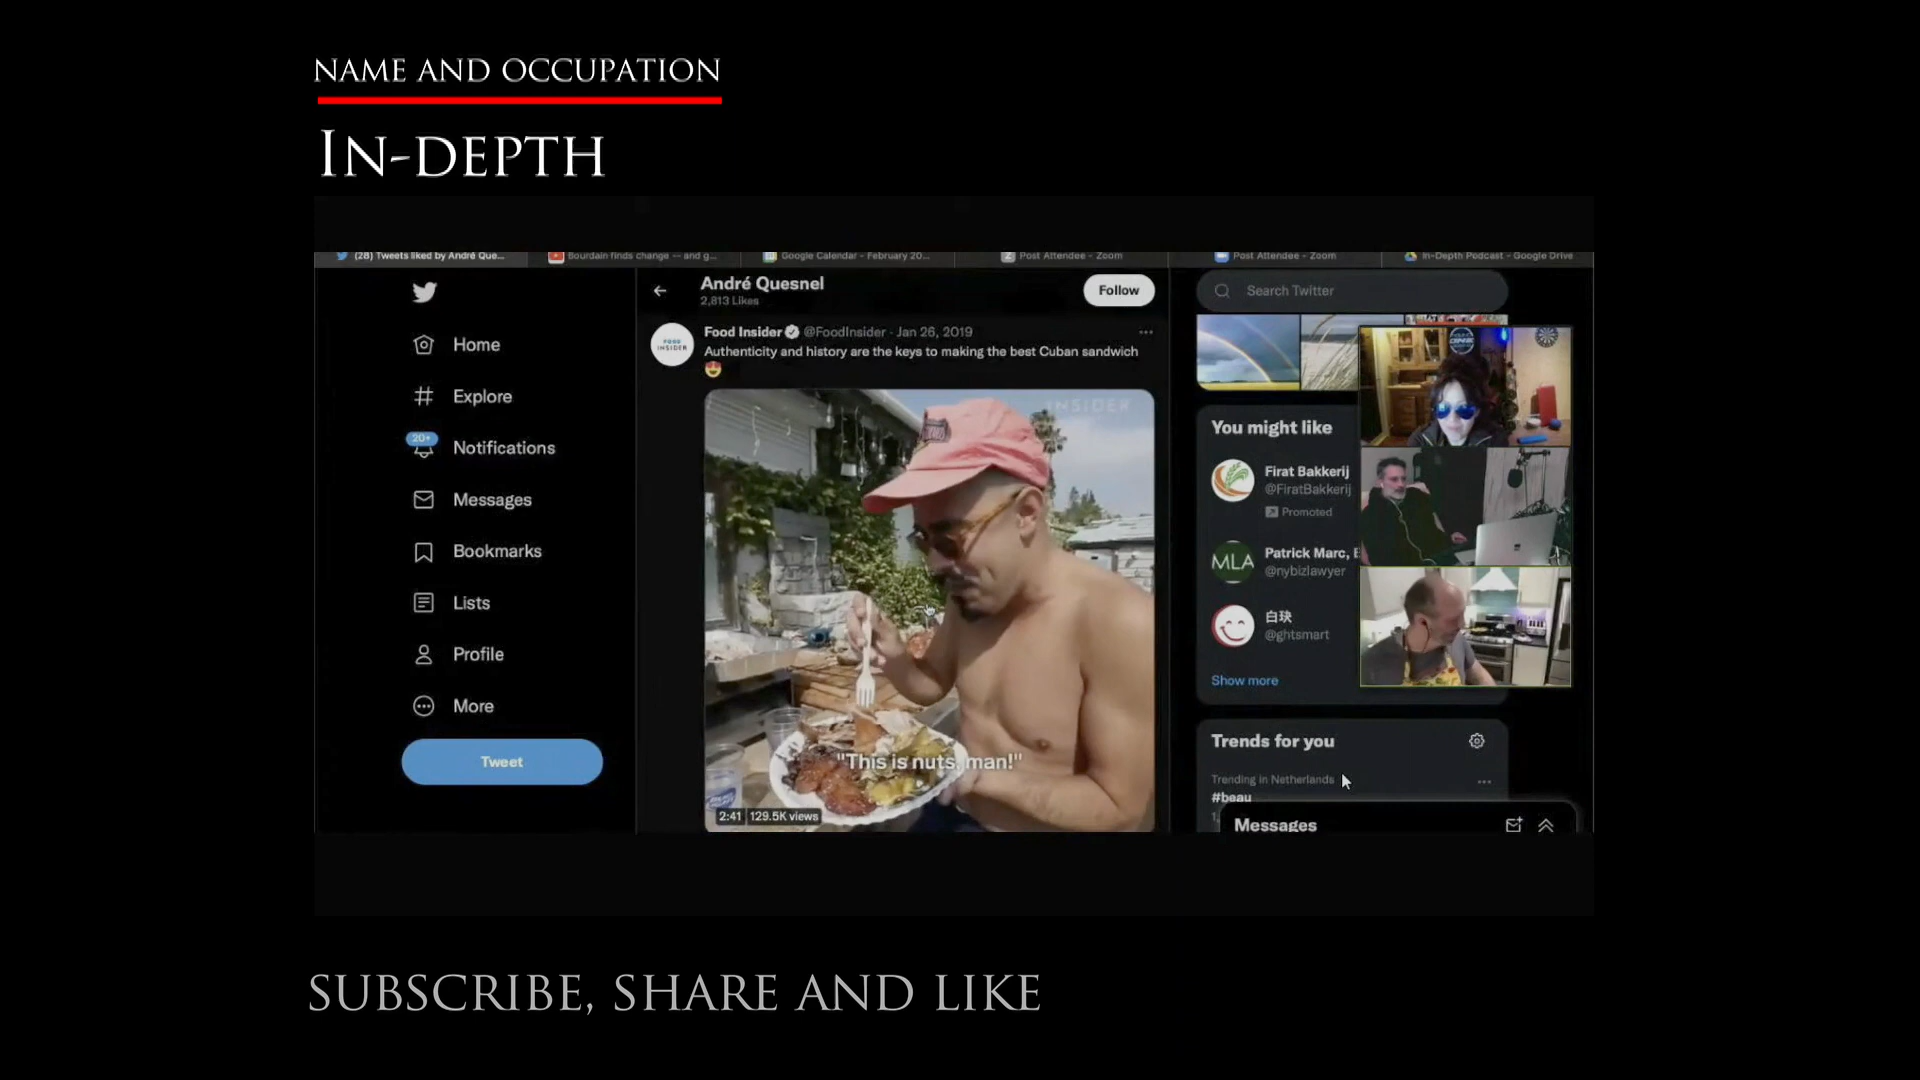 NAME AND OCCUPATION
IN-DEPTH
(28) Tweets liked by André Que...
Bourdain finds change -- and g...
Google Calendar - February 20...
Post Attendee - Zoom
Post Attendee - Zoom
In-Depth Podcast - Google Drive
André Quesnel
2,813 Likes
Follow
Search Twitter
Home
Explore
20+
Notifications
Messages
Bookmarks
Lists
Profile
More
Tweet
FOOD
INSIDER
Food Insider @FoodInsider · Jan 26, 2019
Authenticity and history are the keys to making the best Cuban sandwich
INSIDER
"This is nuts, man!"
2:41 129.5K views
You might like
Firat Bakkerij
@FiratBakkerij
Promoted
MLA
Patrick Marc, E
@nybizlawyer
白玦
@ghtsmart
Show more
Trends for you
Trending in Netherlands
#beau
Messages
SUBSCRIBE, SHARE AND LIKE